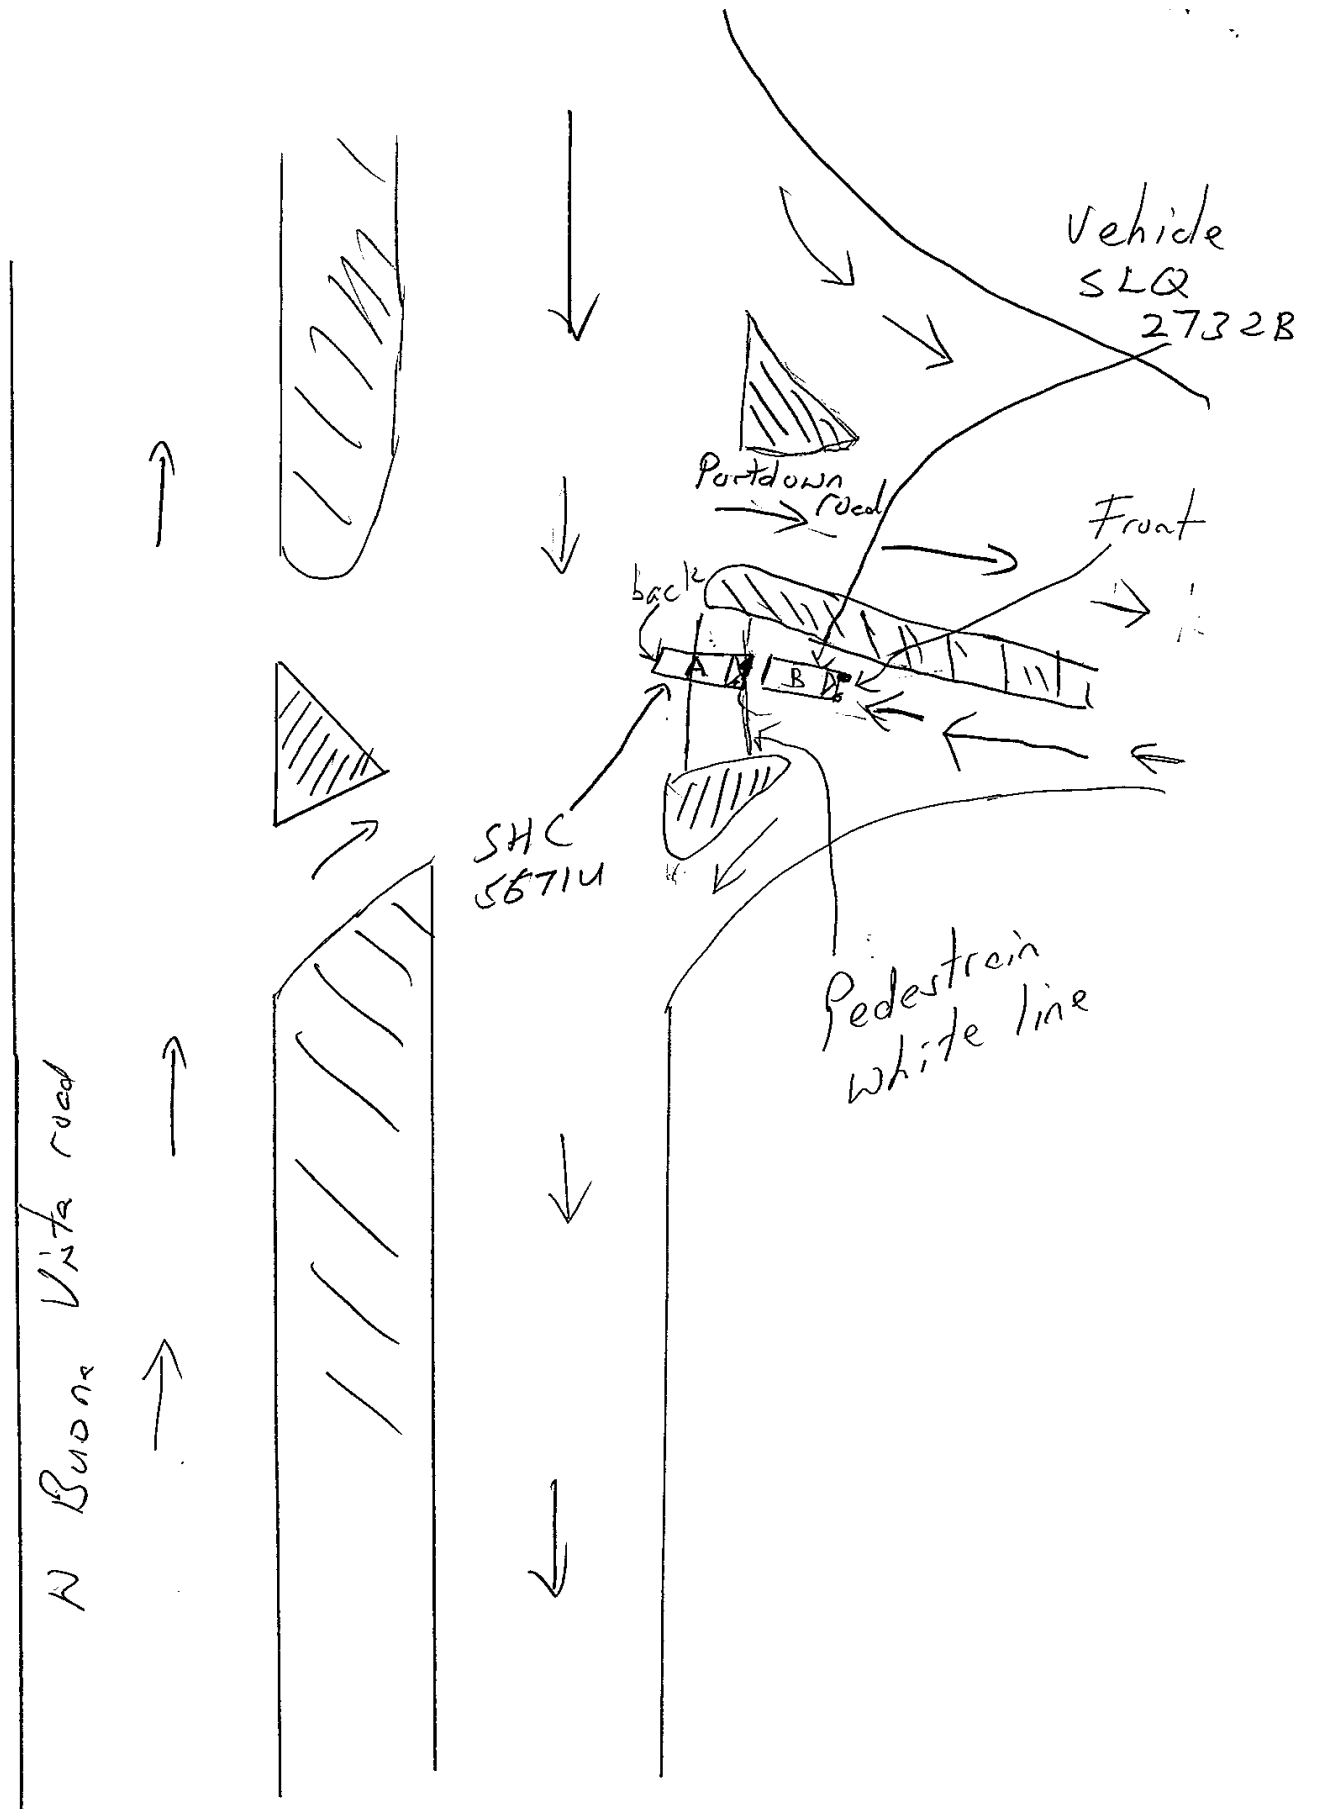 Vehicle
SLQ
2732B
Portdown
road
Front
back
A
B
SHC
5671U
Pedestrain
white line
N Buona Vista road